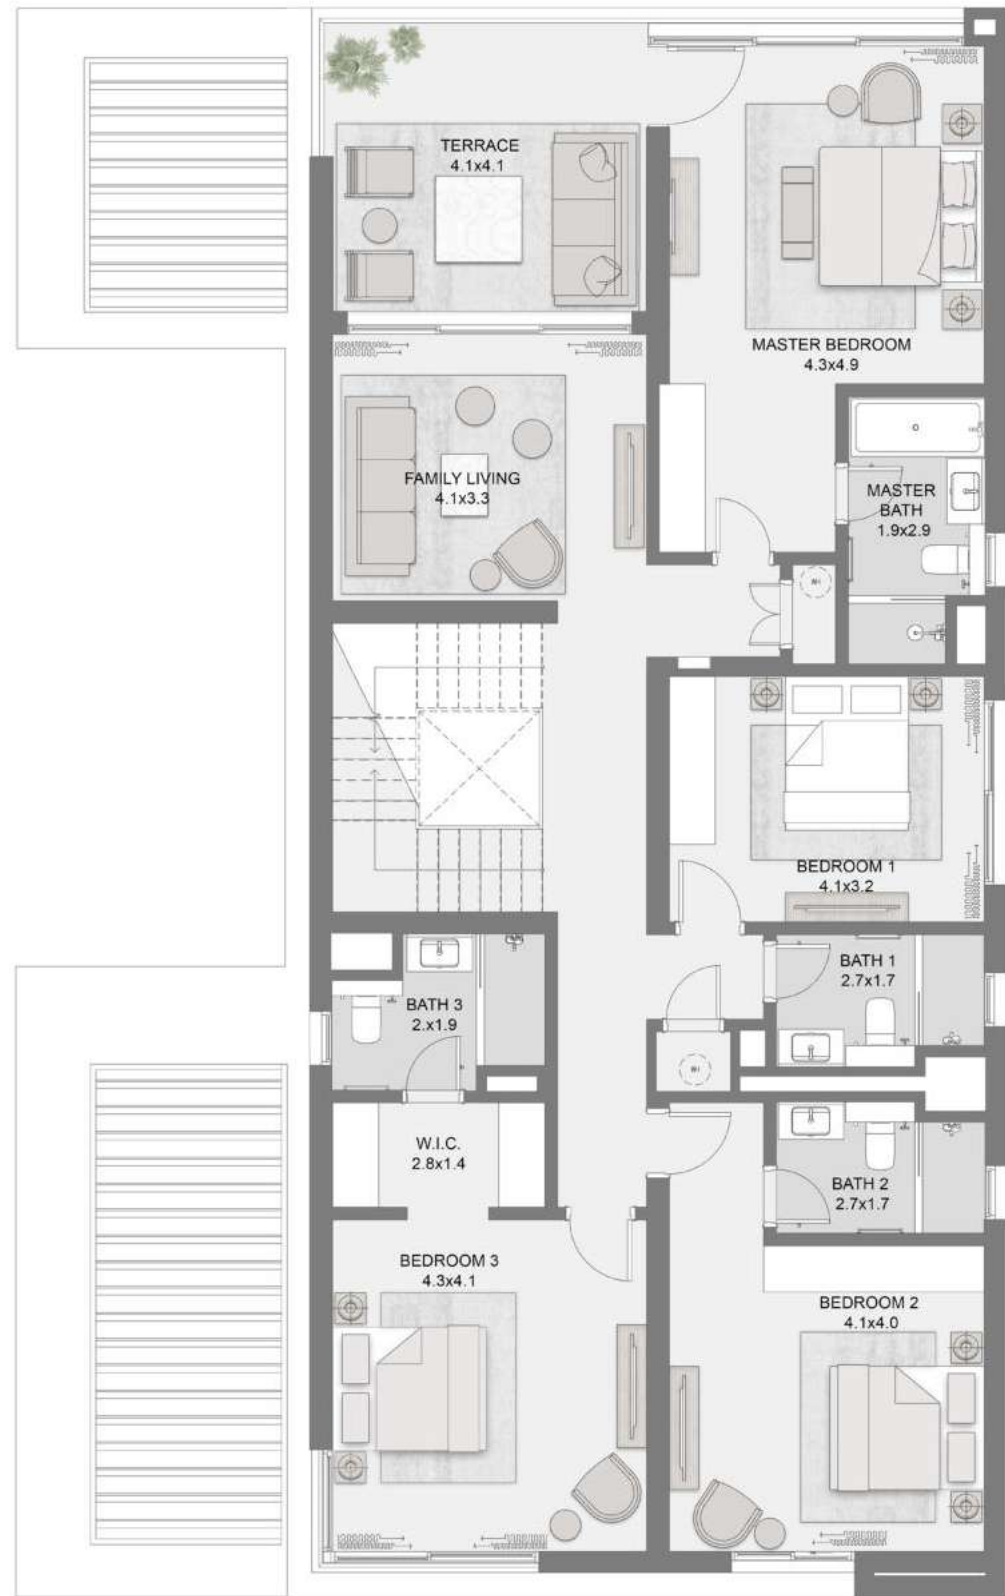 TERRACE
4.1x4.1
MASTER BEDROOM
4.3x4.9
FAMILY LIVING
4.1x3.3
MASTER
BATH
1.9x2.9
BEDROOM 1
4.1x3.2
BATH 1
2.7x1.7
BATH 3
2.x1.9
W.I.C.
2.8x1.4
BATH 2
2.7x1.7
BEDROOM 3
4.3x4.1
BEDROOM 2
4.1x4.0